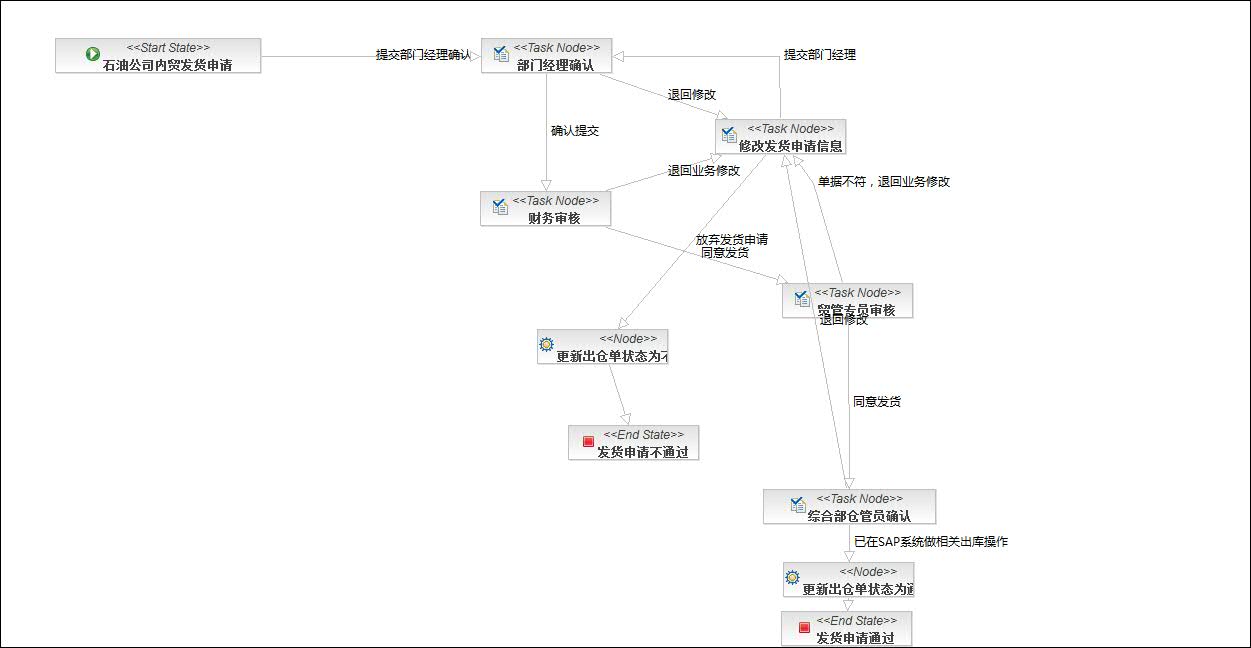 <<Start State>>
石油公司内贸发货申请
提交部门经理确认
<<Task Node>>
部门经理确认
提交部门经理
退回修改
<<Task Node>>
修改发货申请信息
确认提交
退回业务修改
单据不符，退回业务修改
<<Task Node>>
财务审核
放弃发货申请
同意发货
<<Task Node>>
贸管专员审核
退回修改
<<Node>>
更新出仓单状态为不
同意发货
<<End State>>
发货申请不通过
<<Task Node>>
综合部仓管员确认
已在SAP系统做相关出库操作
<<Node>>
更新出仓单状态为通
<<End State>>
发货申请通过